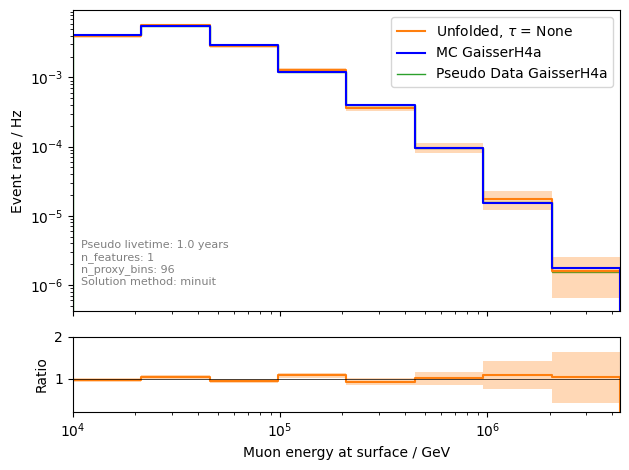 Unfolded, τ = None
MC GaisserH4a
Pseudo Data GaisserH4a
Event rate / Hz
10⁻³
10⁻⁴
10⁻⁵
10⁻⁶
Pseudo livetime: 1.0 years
n_features: 1
n_proxy_bins: 96
Solution method: minuit
Ratio
2
1
10⁴
10⁵
10⁶
Muon energy at surface / GeV